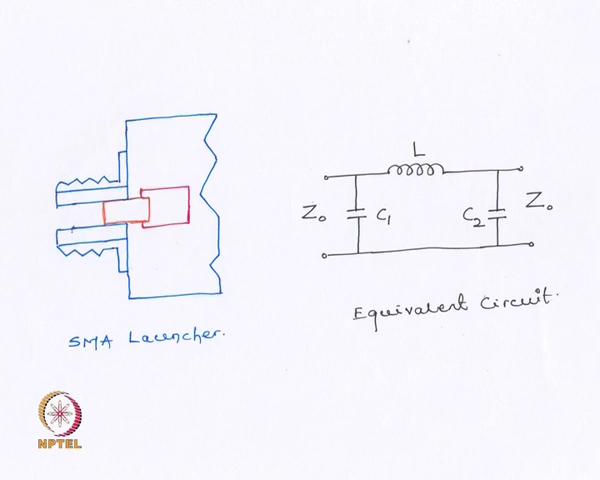 SMA Launcher.
L
Z₀
C₁
C₂
Z₀
Equivalent Circuit.
NPTEL